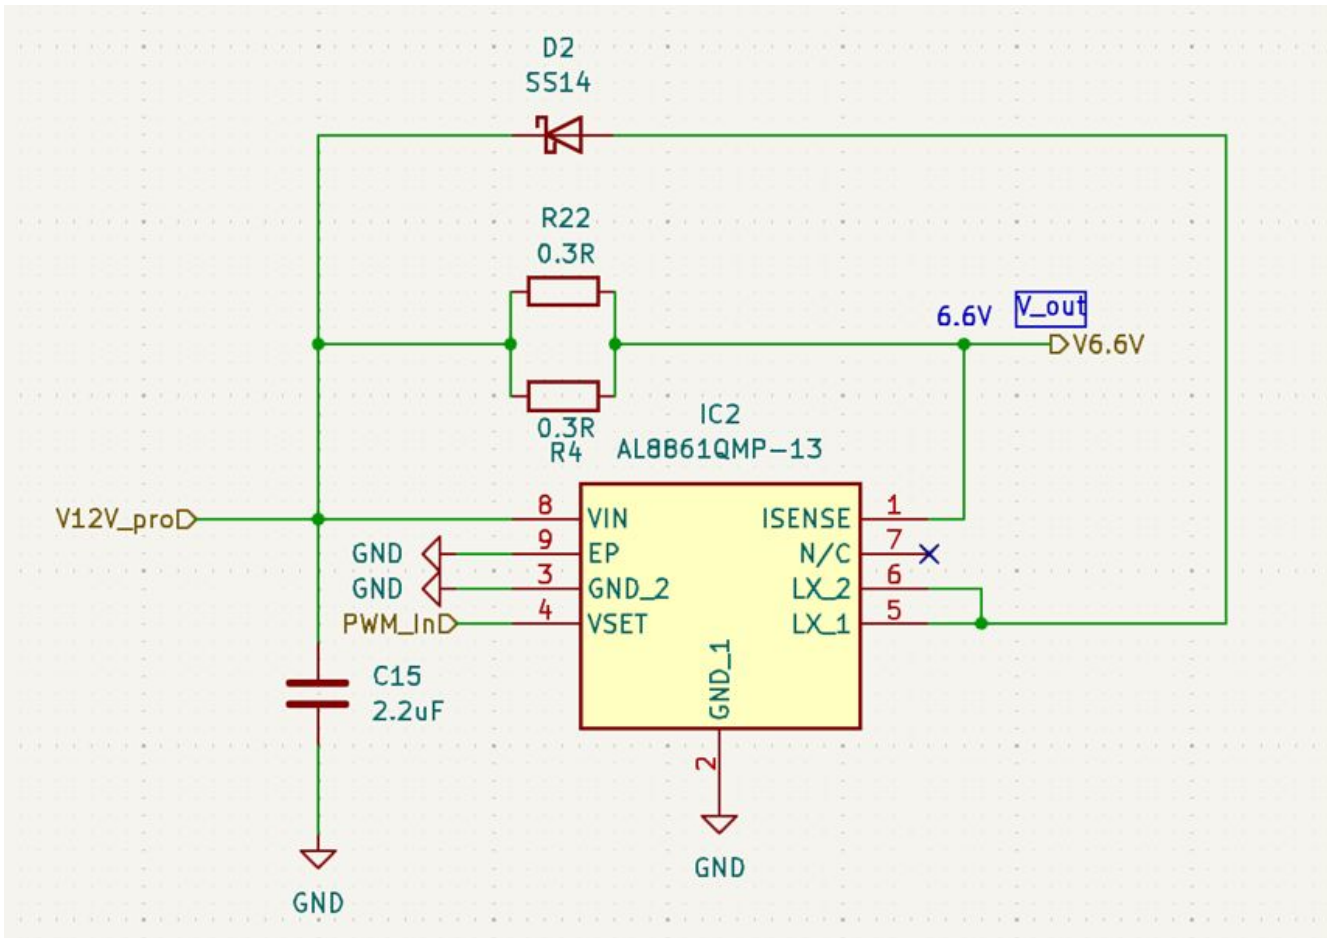 D2
SS14
R22
0.3R
6.6V
V_out
V6.6V
0.3R
R4
IC2
AL8861QMP-13
V12V_pro
8
VIN
ISENSE
1
GND
9
EP
N/C
7
GND
3
GND_2
LX_2
6
PWM_In
4
VSET
LX_1
5
GND_1
2
GND
C15
2.2uF
GND